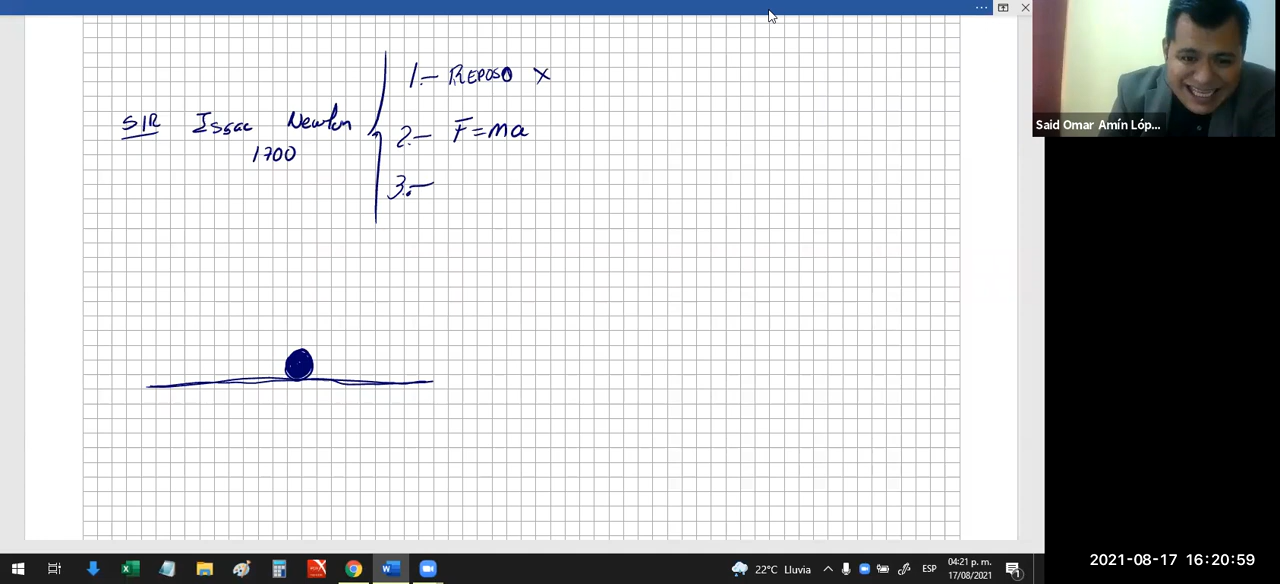 1.- REPOSO X
SIR Issac Newton
1700
2.- F=ma
3.-
Said Omar Amín Lóp...
22°C Lluvia
ESP
04:21 p. m.
17/08/2021
1
2021-08-17 16:20:59